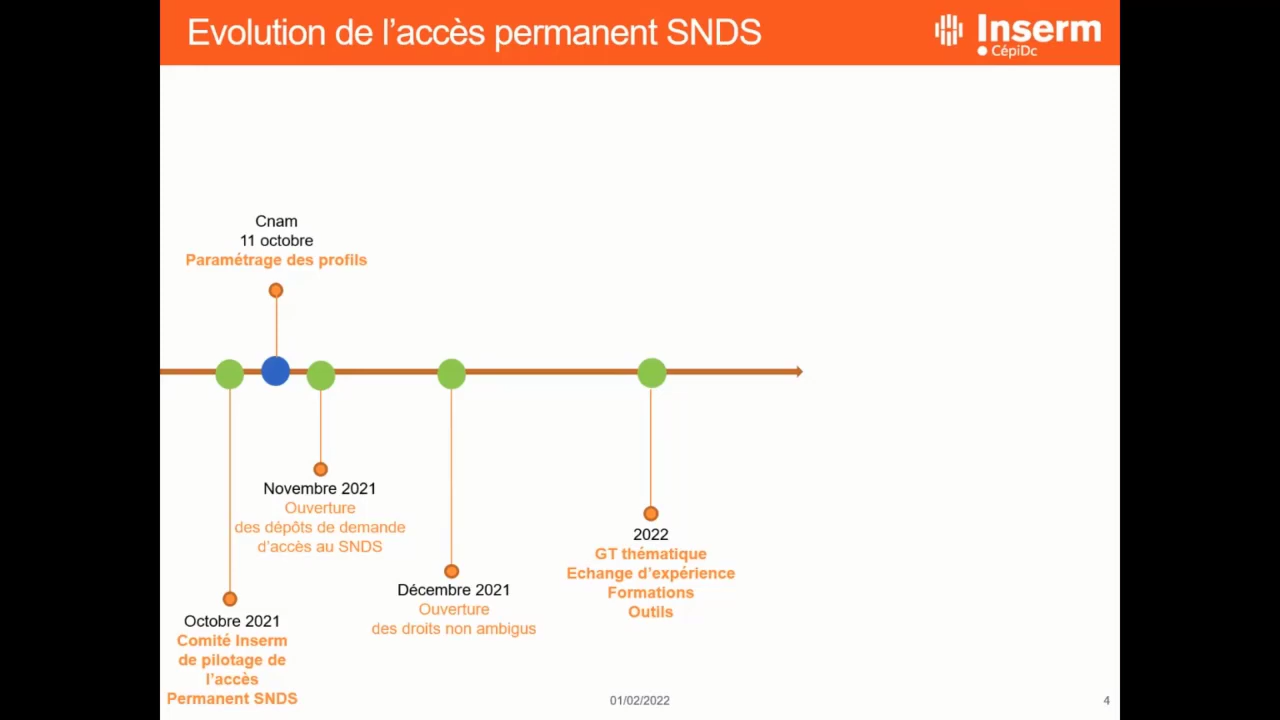 Evolution de l'accès permanent SNDS
Inserm
CépiDc
Cnam
11 octobre
Paramétrage des profils
Novembre 2021
Ouverture
des dépôts de demande
d'accès au SNDS
2022
GT thématique
Echange d'expérience
Formations
Outils
Décembre 2021
Ouverture
des droits non ambigus
Octobre 2021
Comité Inserm
de pilotage de
l'accès
Permanent SNDS
01/02/2022
4